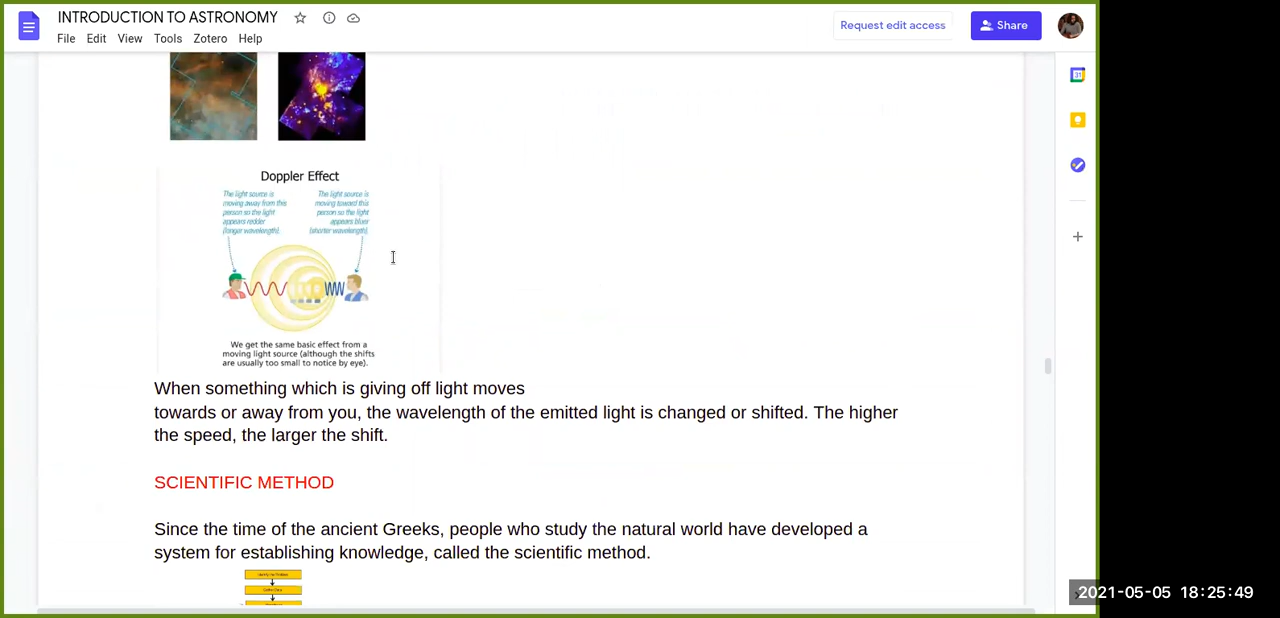 INTRODUCTION TO ASTRONOMY
File Edit View Tools Zotero Help
Request edit access
Share
31
Doppler Effect
The light source is
moving away from this
person so the light
appears redder
(longer wavelength).
The light source is
moving toward this
person so the light
appears bluer
(shorter wavelength).
We get the same basic effect from a
moving light source (although the shifts
are usually too small to notice by eye).
When something which is giving off light moves
towards or away from you, the wavelength of the emitted light is changed or shifted. The higher
the speed, the larger the shift.
SCIENTIFIC METHOD
Since the time of the ancient Greeks, people who study the natural world have developed a
system for establishing knowledge, called the scientific method.
2021-05-05 18:25:49